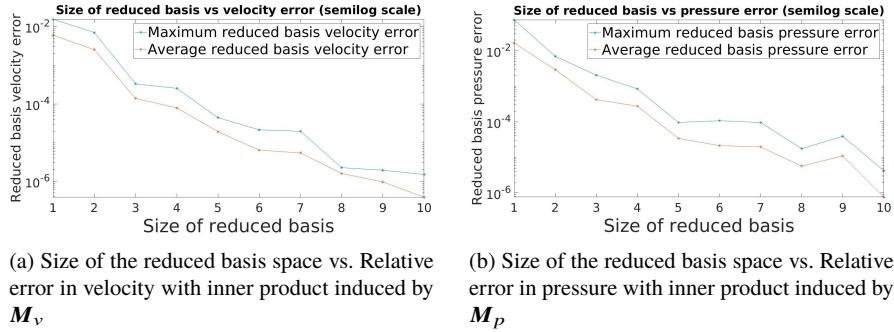 Size of reduced basis vs velocity error (semilog scale)
Maximum reduced basis velocity error
Average reduced basis velocity error
Reduced basis velocity error
10^-2
10^-4
10^-6
1 2 3 4 5 6 7 8 9 10
Size of reduced basis
(a) Size of the reduced basis space vs. Relative
error in velocity with inner product induced by
M_v
Size of reduced basis vs pressure error (semilog scale)
Maximum reduced basis pressure error
Average reduced basis pressure error
Reduced basis pressure error
10^-2
10^-4
10^-6
1 2 3 4 5 6 7 8 9 10
Size of reduced basis
(b) Size of the reduced basis space vs. Relative
error in pressure with inner product induced by
M_p